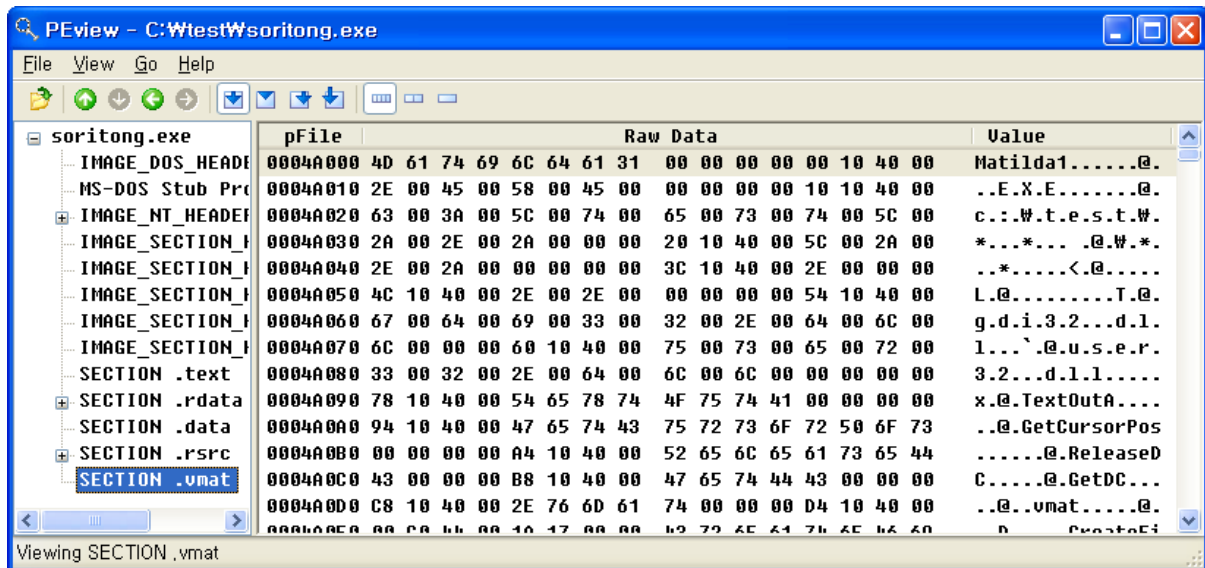 PEview - C:₩test₩soritong.exe
File View Go Help
soritong.exe
IMAGE_DOS_HEADE
MS-DOS Stub Pro
IMAGE_NT_HEADER
IMAGE_SECTION_H
IMAGE_SECTION_H
IMAGE_SECTION_H
IMAGE_SECTION_H
IMAGE_SECTION_H
SECTION .text
SECTION .rdata
SECTION .data
SECTION .rsrc
SECTION .vmat
pFile Raw Data Value
0004A000 4D 61 74 69 6C 64 61 31 00 00 00 00 00 10 40 00 Matilda1......@.
0004A010 2E 00 45 00 58 00 45 00 00 00 00 00 10 10 40 00 ..E.X.E.......@.
0004A020 63 00 3A 00 5C 00 74 00 65 00 73 00 74 00 5C 00 c.:.₩.t.e.s.t.₩.
0004A030 2A 00 2E 00 2A 00 00 00 20 10 40 00 5C 00 2A 00 *...*... .@.₩.*.
0004A040 2E 00 2A 00 00 00 00 00 3C 10 40 00 2E 00 00 00 ..*.....<.@.....
0004A050 4C 10 40 00 2E 00 2E 00 00 00 00 00 54 10 40 00 L.@.........T.@.
0004A060 67 00 64 00 69 00 33 00 32 00 2E 00 64 00 6C 00 g.d.i.3.2...d.l.
0004A070 6C 00 00 00 60 10 40 00 75 00 73 00 65 00 72 00 l...`.@.u.s.e.r.
0004A080 33 00 32 00 2E 00 64 00 6C 00 6C 00 00 00 00 00 3.2...d.l.l.....
0004A090 78 10 40 00 54 65 78 74 4F 75 74 41 00 00 00 00 x.@.TextOutA....
0004A0A0 94 10 40 00 47 65 74 43 75 72 73 6F 72 50 6F 73 ..@.GetCursorPos
0004A0B0 00 00 00 00 A4 10 40 00 52 65 6C 65 61 73 65 44 ......@.ReleaseD
0004A0C0 43 00 00 00 B8 10 40 00 47 65 74 44 43 00 00 00 C.....@.GetDC...
0004A0D0 C8 10 40 00 2E 76 6D 61 74 00 00 00 D4 10 40 00 ..@..vmat.....@.
Viewing SECTION .vmat